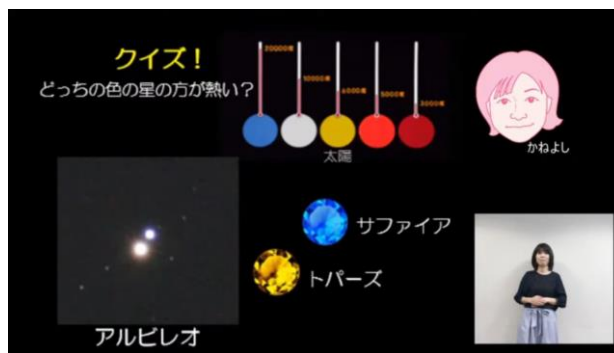 クイズ！
どっちの色の星の方が熱い？
20000度
10000度
6000度
5000度
3000度
太陽
かねよし
サファイア
トパーズ
アルビレオ